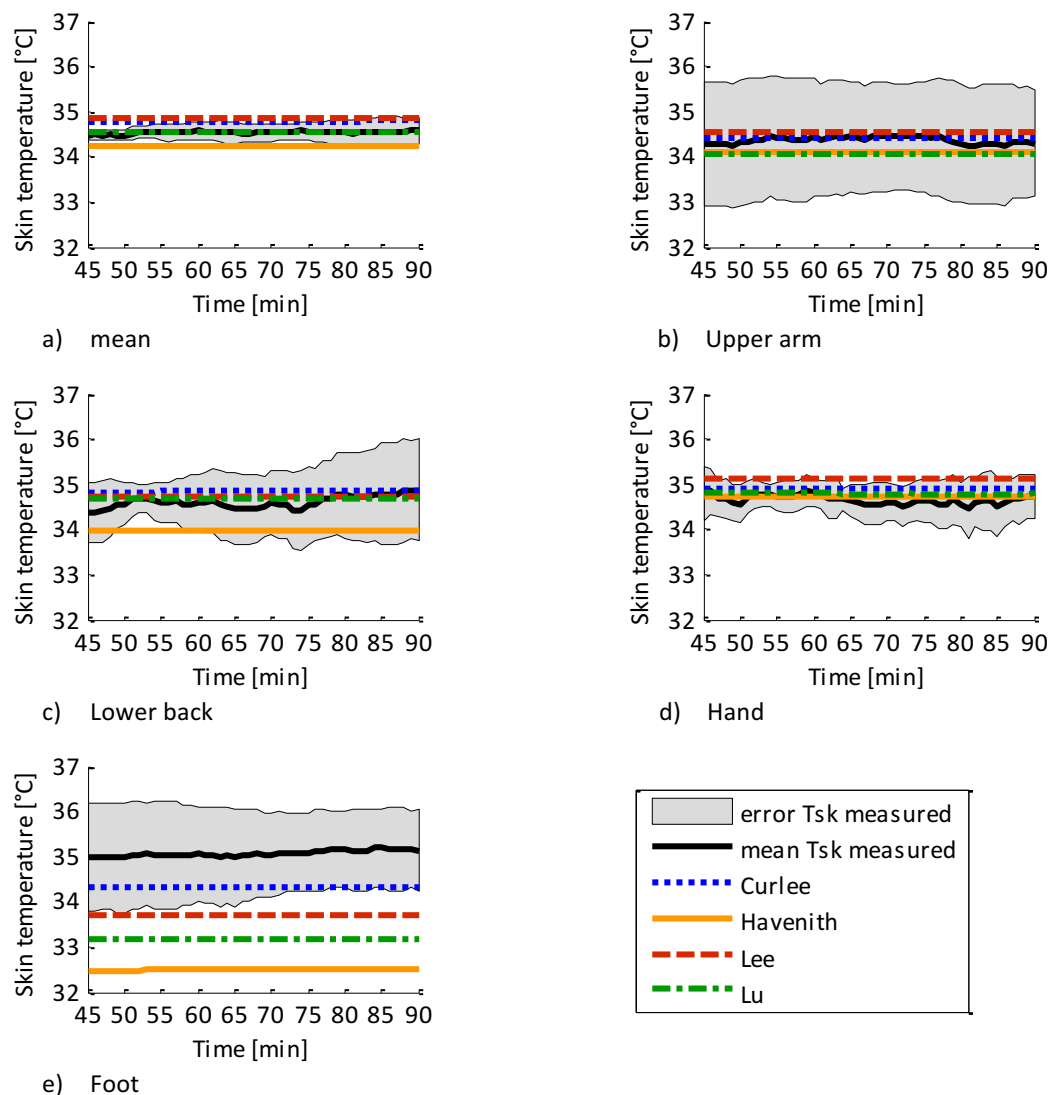 37
36
35
34
33
32
Skin temperature [°C]
45 50 55 60 65 70 75 80 85 90
Time [min]
a) mean
37
36
35
34
33
32
Skin temperature [°C]
45 50 55 60 65 70 75 80 85 90
Time [min]
b) Upper arm
37
36
35
34
33
32
Skin temperature [°C]
45 50 55 60 65 70 75 80 85 90
Time [min]
c) Lower back
37
36
35
34
33
32
Skin temperature [°C]
45 50 55 60 65 70 75 80 85 90
Time [min]
d) Hand
37
36
35
34
33
32
Skin temperature [°C]
45 50 55 60 65 70 75 80 85 90
Time [min]
e) Foot
error Tsk measured
mean Tsk measured
Curlee
Havenith
Lee
Lu